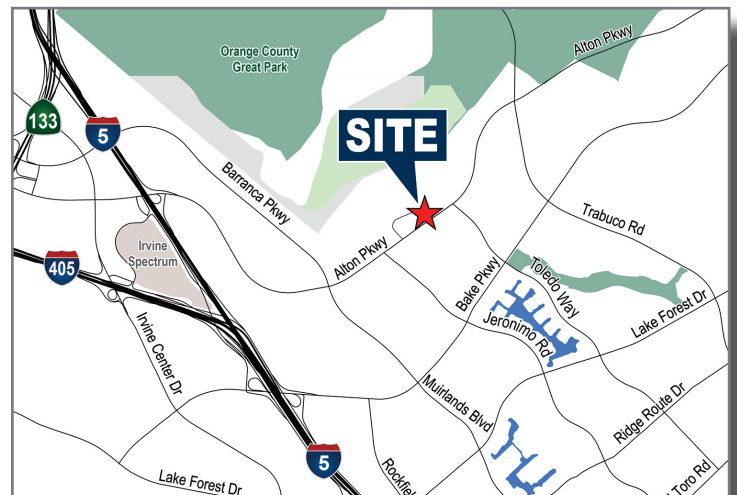 Orange County
Great Park
Alton Pkwy
133
5
SITE
Barranca Pkwy
Trabuco Rd
Alton Pkwy
Irvine
Spectrum
405
Bake Pkwy
Toledo Way
Lake Forest Dr
Jeronimo Rd
Irvine Center Dr
Muirlands Blvd
Ridge Route Dr
5
Lake Forest Dr
Rockfiel
Toro Rd